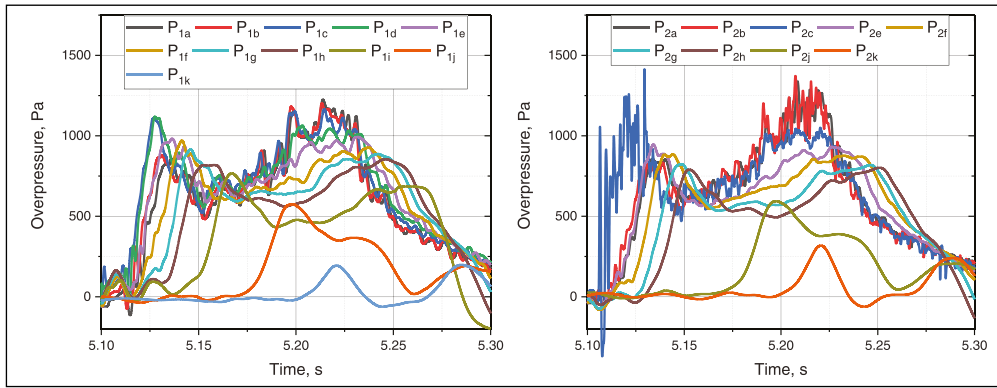 P1a P1b P1c P1d P1e
P1f P1g P1h P1i P1j
P1k
Overpressure, Pa
1500
1000
500
0
5.10 5.15 5.20 5.25 5.30
Time, s
P2a P2b P2c P2e P2f
P2g P2h P2j P2k
Overpressure, Pa
1500
1000
500
0
5.10 5.15 5.20 5.25 5.30
Time, s